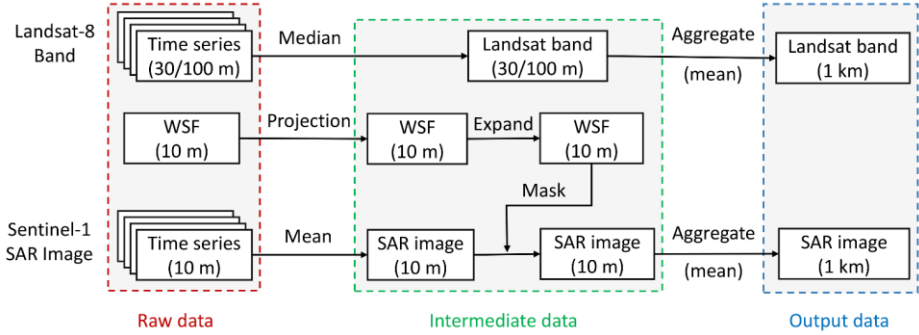 Landsat-8
Band
Time series
(30/100 m)
Median
Landsat band
(30/100 m)
Aggregate
(mean)
Landsat band
(1 km)
WSF
(10 m)
Projection
WSF
(10 m)
Expand
WSF
(10 m)
Mask
Sentinel-1
SAR Image
Time series
(10 m)
Mean
SAR image
(10 m)
SAR image
(10 m)
Aggregate
(mean)
SAR image
(1 km)
Raw data
Intermediate data
Output data